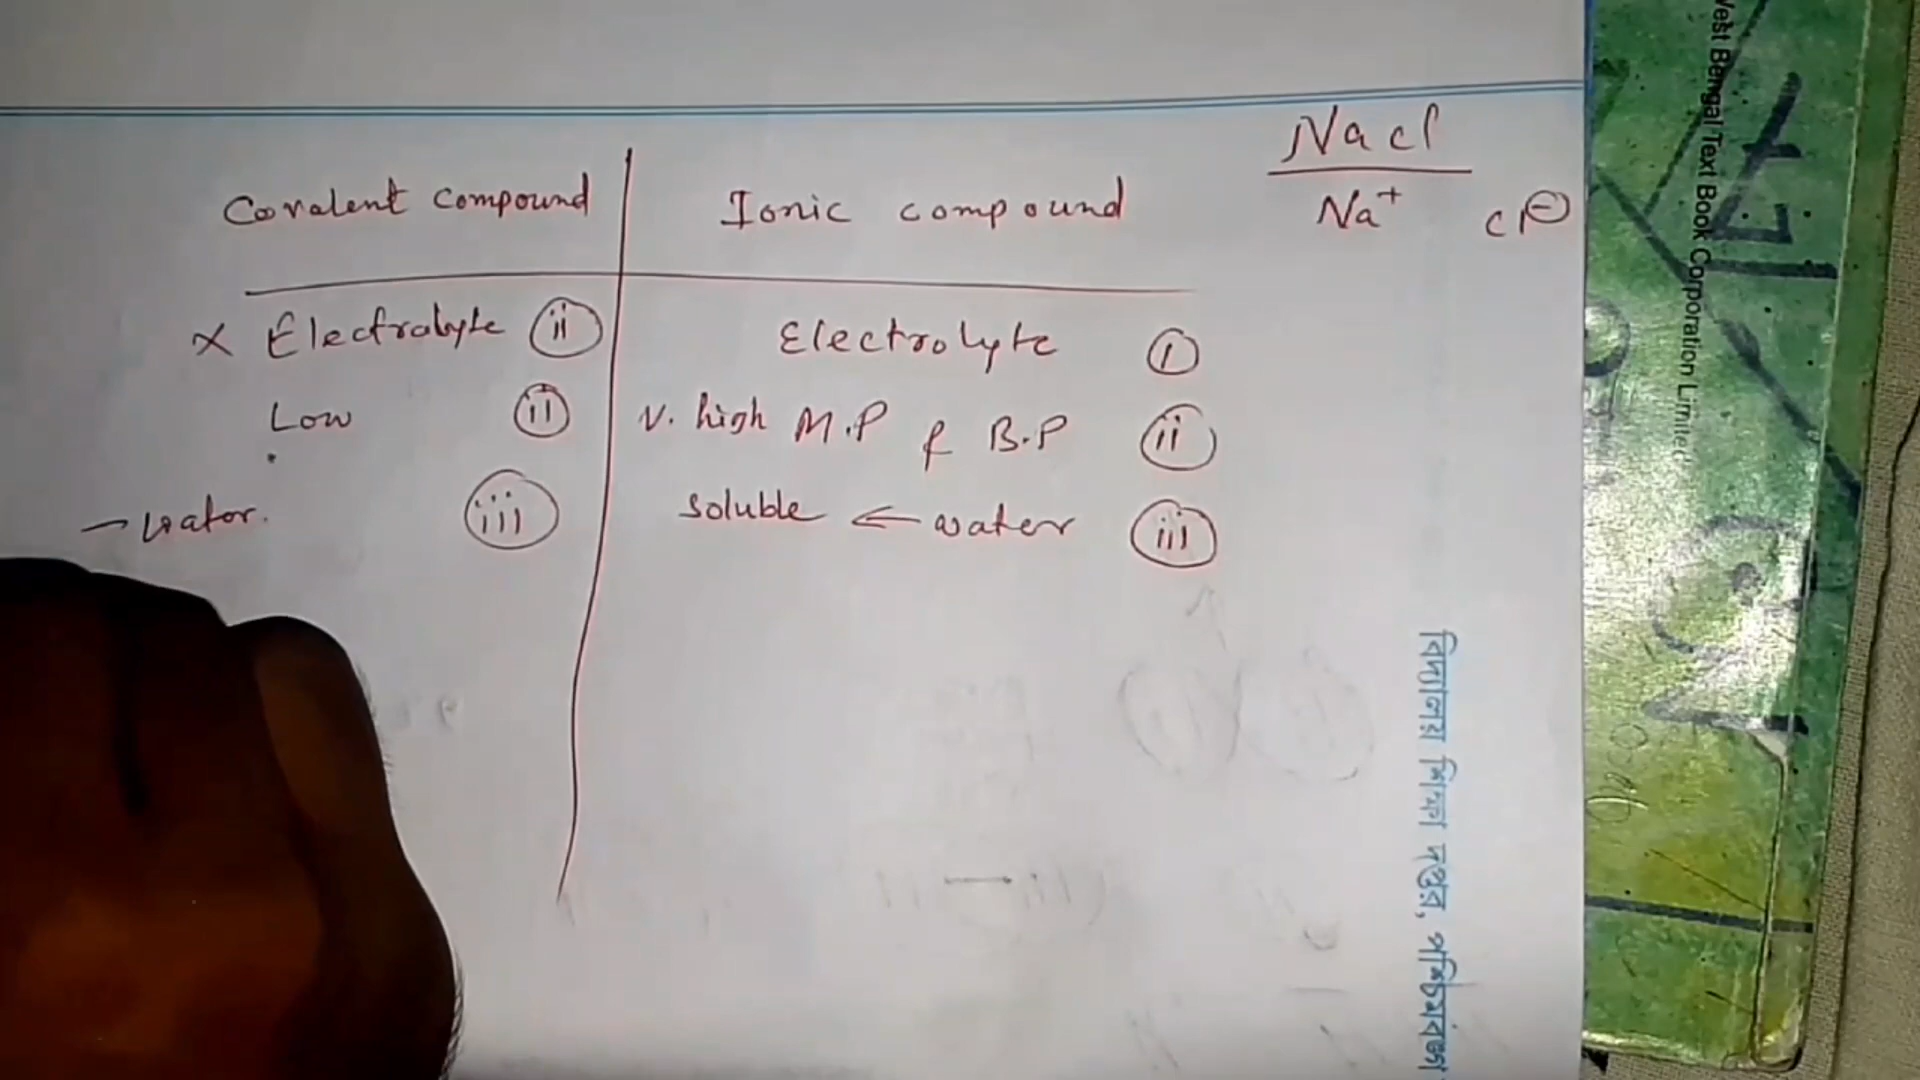 Nacl
Covalent compound Ionic compound Na+ cl-
x Electrolyte ii Electrolyte i
Low ii v. high M.P & B.P ii
- water. iii soluble ← water iii
বিদ্যালয় শিক্ষা দপ্তর, পশ্চিমবঙ্গ
West Bengal Text Book Corporation Limited